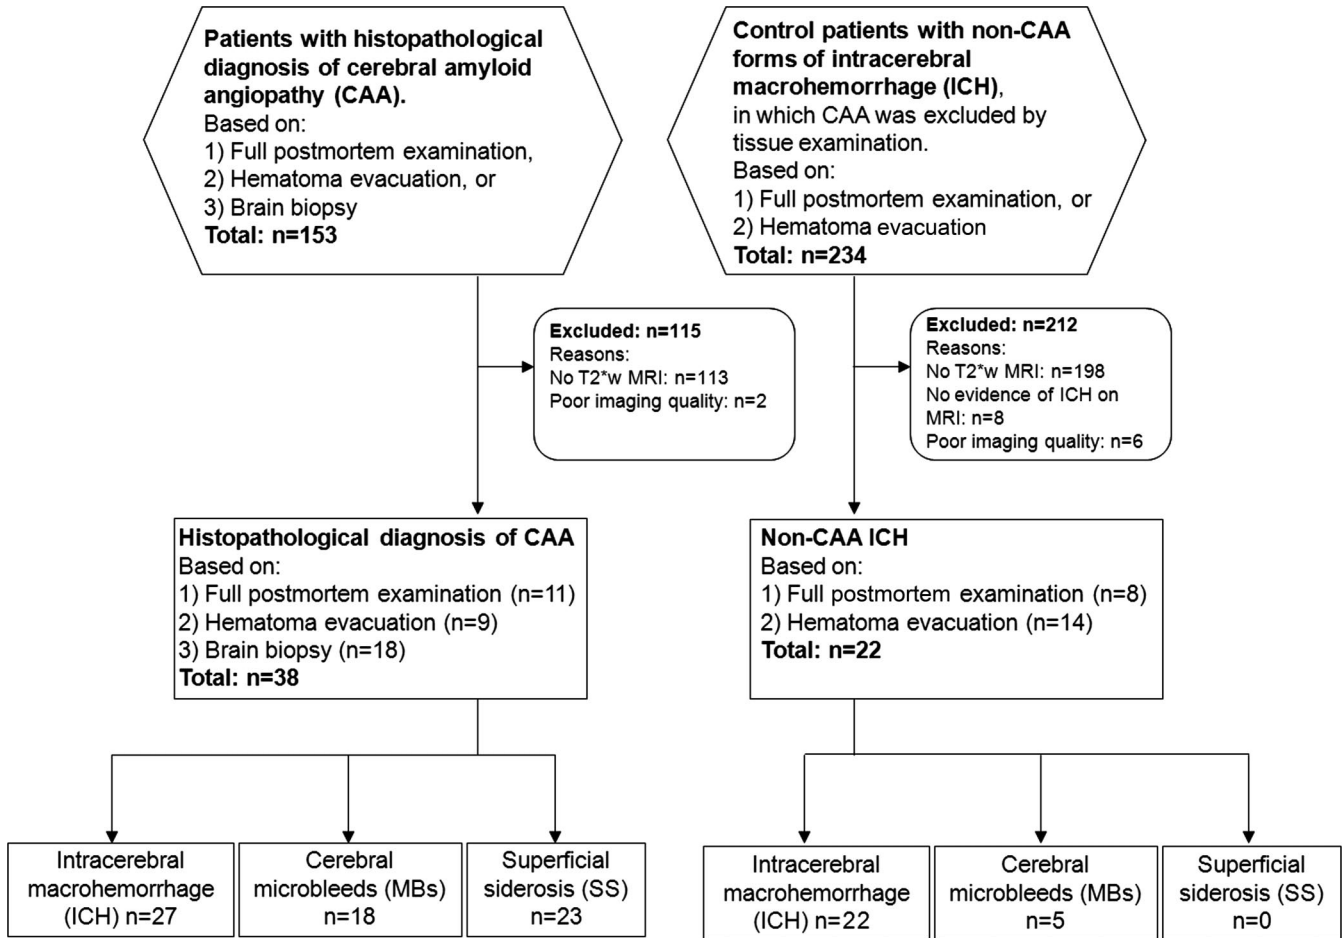 Patients with histopathological
diagnosis of cerebral amyloid
angiopathy (CAA).
Based on:
1) Full postmortem examination,
2) Hematoma evacuation, or
3) Brain biopsy
Total: n=153
Control patients with non-CAA
forms of intracerebral
macrohemorrhage (ICH),
in which CAA was excluded by
tissue examination.
Based on:
1) Full postmortem examination, or
2) Hematoma evacuation
Total: n=234
Excluded: n=115
Reasons:
No T2*w MRI: n=113
Poor imaging quality: n=2
Excluded: n=212
Reasons:
No T2*w MRI: n=198
No evidence of ICH on
MRI: n=8
Poor imaging quality: n=6
Histopathological diagnosis of CAA
Based on:
1) Full postmortem examination (n=11)
2) Hematoma evacuation (n=9)
3) Brain biopsy (n=18)
Total: n=38
Non-CAA ICH
Based on:
1) Full postmortem examination (n=8)
2) Hematoma evacuation (n=14)
Total: n=22
Intracerebral
macrohemorrhage
(ICH) n=27
Cerebral
microbleeds (MBs)
n=18
Superficial
siderosis (SS)
n=23
Intracerebral
macrohemorrhage
(ICH) n=22
Cerebral
microbleeds (MBs)
n=5
Superficial
siderosis (SS)
n=0